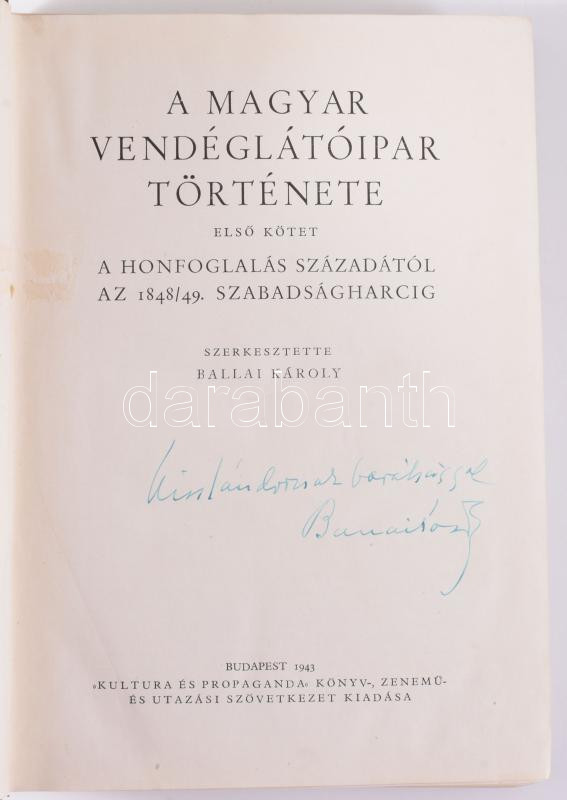 A MAGYAR
VENDÉGLÁTÓIPAR
TÖRTÉNETE
ELSŐ KÖTET
A HONFOGLALÁS SZÁZADÁTÓL
AZ 1848/49. SZABADSÁGHARCIG
SZERKESZTETTE
BALLAI KÁROLY
darabanth
barátsággal
BUDAPEST 1943
»KULTURA ÉS PROPAGANDA« KÖNYV-, ZENEMŰ-
ÉS UTAZÁSI SZÖVETKEZET KIADÁSA